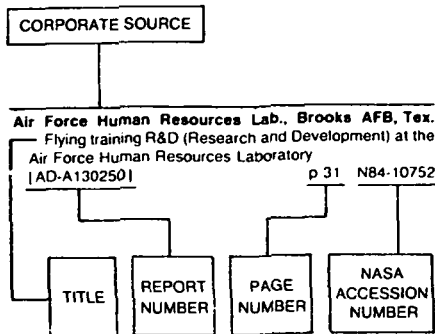 CORPORATE SOURCE
Air Force Human Resources Lab., Brooks AFB, Tex.
Flying training R&D (Research and Development) at the
Air Force Human Resources Laboratory
[AD-A130250] p 31 N84-10752
TITLE
REPORT
NUMBER
PAGE
NUMBER
NASA
ACCESSION
NUMBER